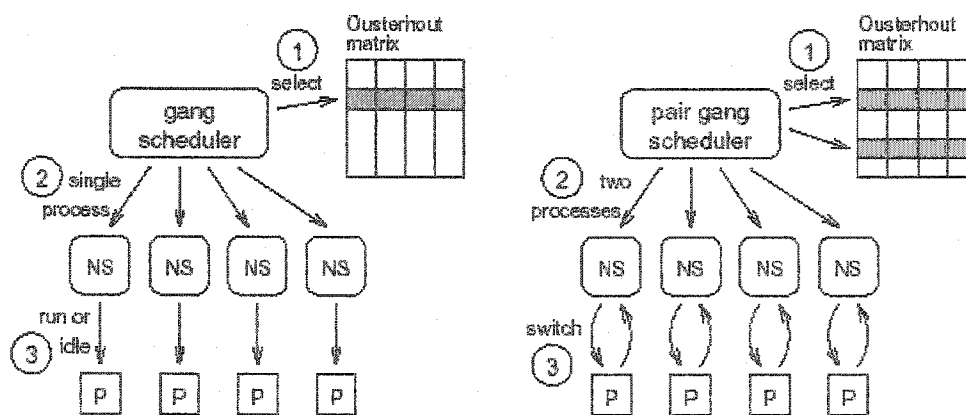 Ousterhout
matrix
1
select
gang
scheduler
2
single
process
NS
NS
NS
NS
run or
idle
3
P
P
P
P
Ousterhout
matrix
1
select
pair gang
scheduler
2
two
processes
NS
NS
NS
NS
switch
3
P
P
P
P